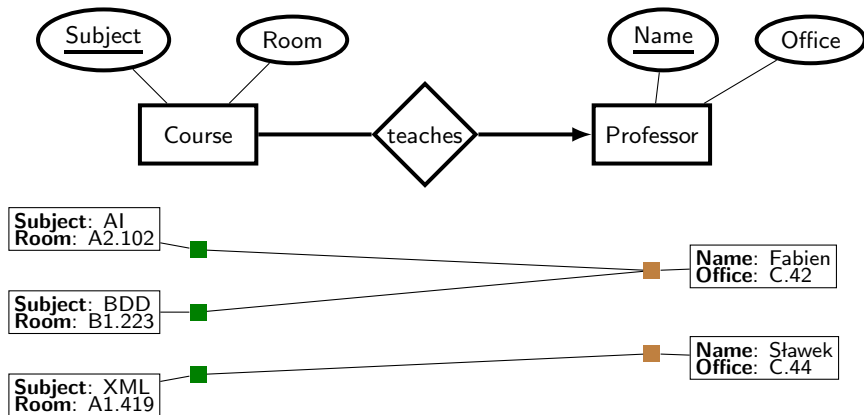 Subject
Room
Name
Office
Course
teaches
Professor
Subject: AI
Room: A2.102
Name: Fabien
Office: C.42
Subject: BDD
Room: B1.223
Name: Sławek
Office: C.44
Subject: XML
Room: A1.419